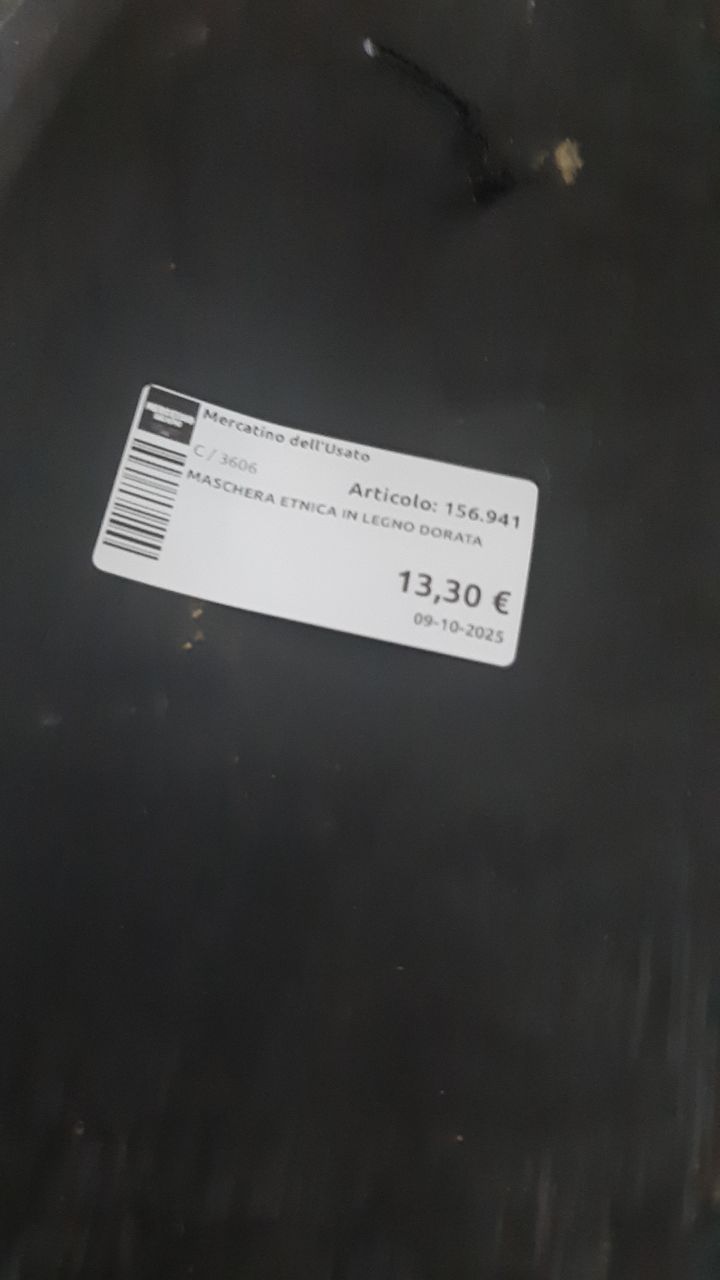 Mercatino dell'Usato
C / 3606
Articolo: 156.941
MASCHERA ETNICA IN LEGNO DORATA
13,30 €
09-10-2025